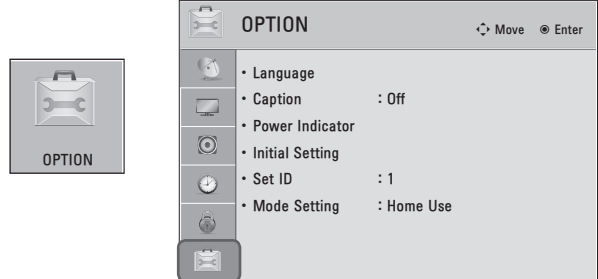 OPTION
OPTION
Move Enter
• Language
• Caption : Off
• Power Indicator
• Initial Setting
• Set ID : 1
• Mode Setting : Home Use